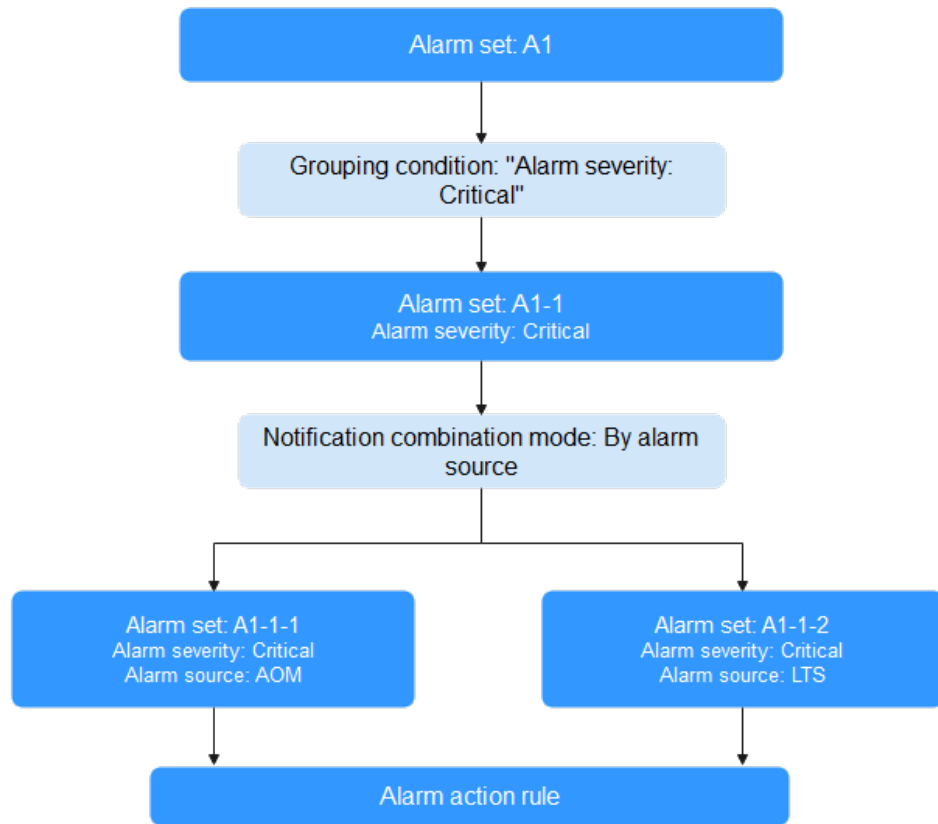 Alarm set: A1
Grouping condition: "Alarm severity:
Critical"
Alarm set: A1-1
Alarm severity: Critical
Notification combination mode: By alarm
source
Alarm set: A1-1-1
Alarm severity: Critical
Alarm source: AOM
Alarm set: A1-1-2
Alarm severity: Critical
Alarm source: LTS
Alarm action rule